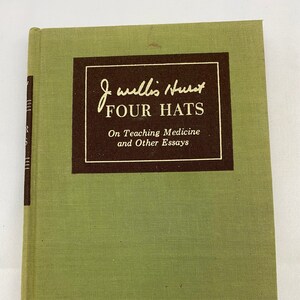 J Willis Hurst
FOUR HATS
On Teaching Medicine
and Other Essays